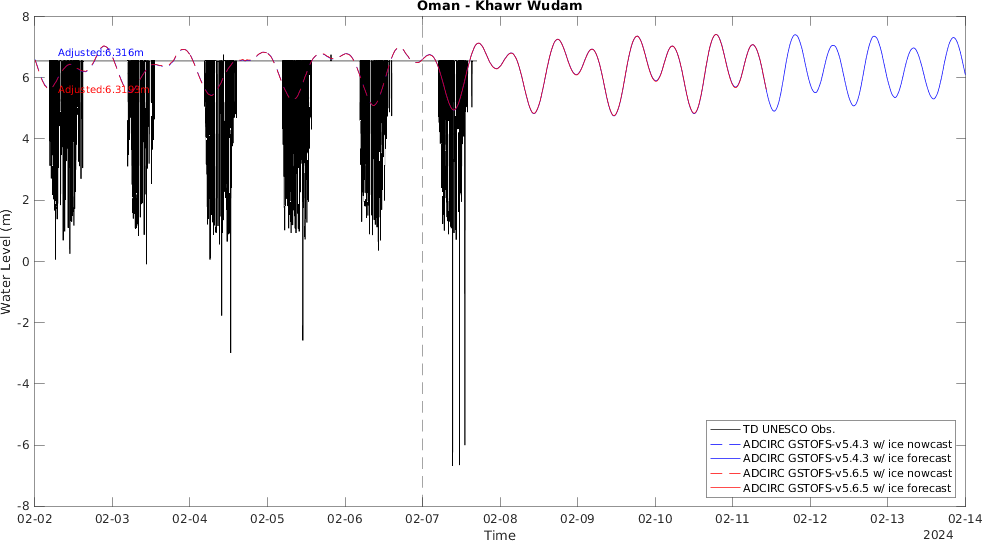 Oman - Khawr Wudam
8
6
4
2
0
-2
-4
-6
-8
Water Level (m)
Adjusted:6.316m
Adjusted:6.3193m
TD UNESCO Obs.
ADCIRC GSTOFS-v5.4.3 w/ ice nowcast
ADCIRC GSTOFS-v5.4.3 w/ ice forecast
ADCIRC GSTOFS-v5.6.5 w/ ice nowcast
ADCIRC GSTOFS-v5.6.5 w/ ice forecast
02-02 02-03 02-04 02-05 02-06 02-07 02-08 02-09 02-10 02-11 02-12 02-13 02-14
Time
2024